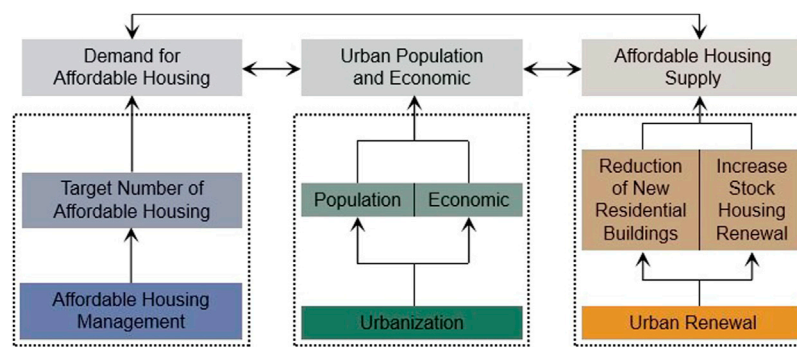 Demand for
Affordable Housing
Urban Population
and Economic
Affordable Housing
Supply
Target Number of
Affordable Housing
Population
Economic
Reduction
of New
Residential
Buildings
Increase
Stock
Housing
Renewal
Affordable Housing
Management
Urbanization
Urban Renewal